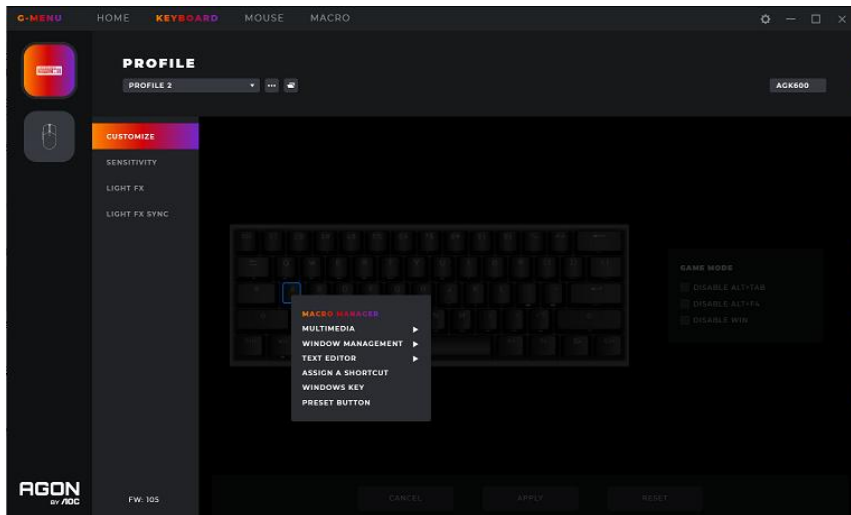 G-MENU HOME KEYBOARD MOUSE MACRO
PROFILE
PROFILE 2
AGK600
CUSTOMIZE
SENSITIVITY
LIGHT FX
LIGHT FX SYNC
GAME MODE
DISABLE ALT+TAB
DISABLE ALT+F4
DISABLE WIN
MACRO MANAGER
MULTIMEDIA
WINDOW MANAGEMENT
TEXT EDITOR
ASSIGN A SHORTCUT
WINDOWS KEY
PRESET BUTTON
AGON
BY AOC
FW: 105
CANCEL APPLY RESET